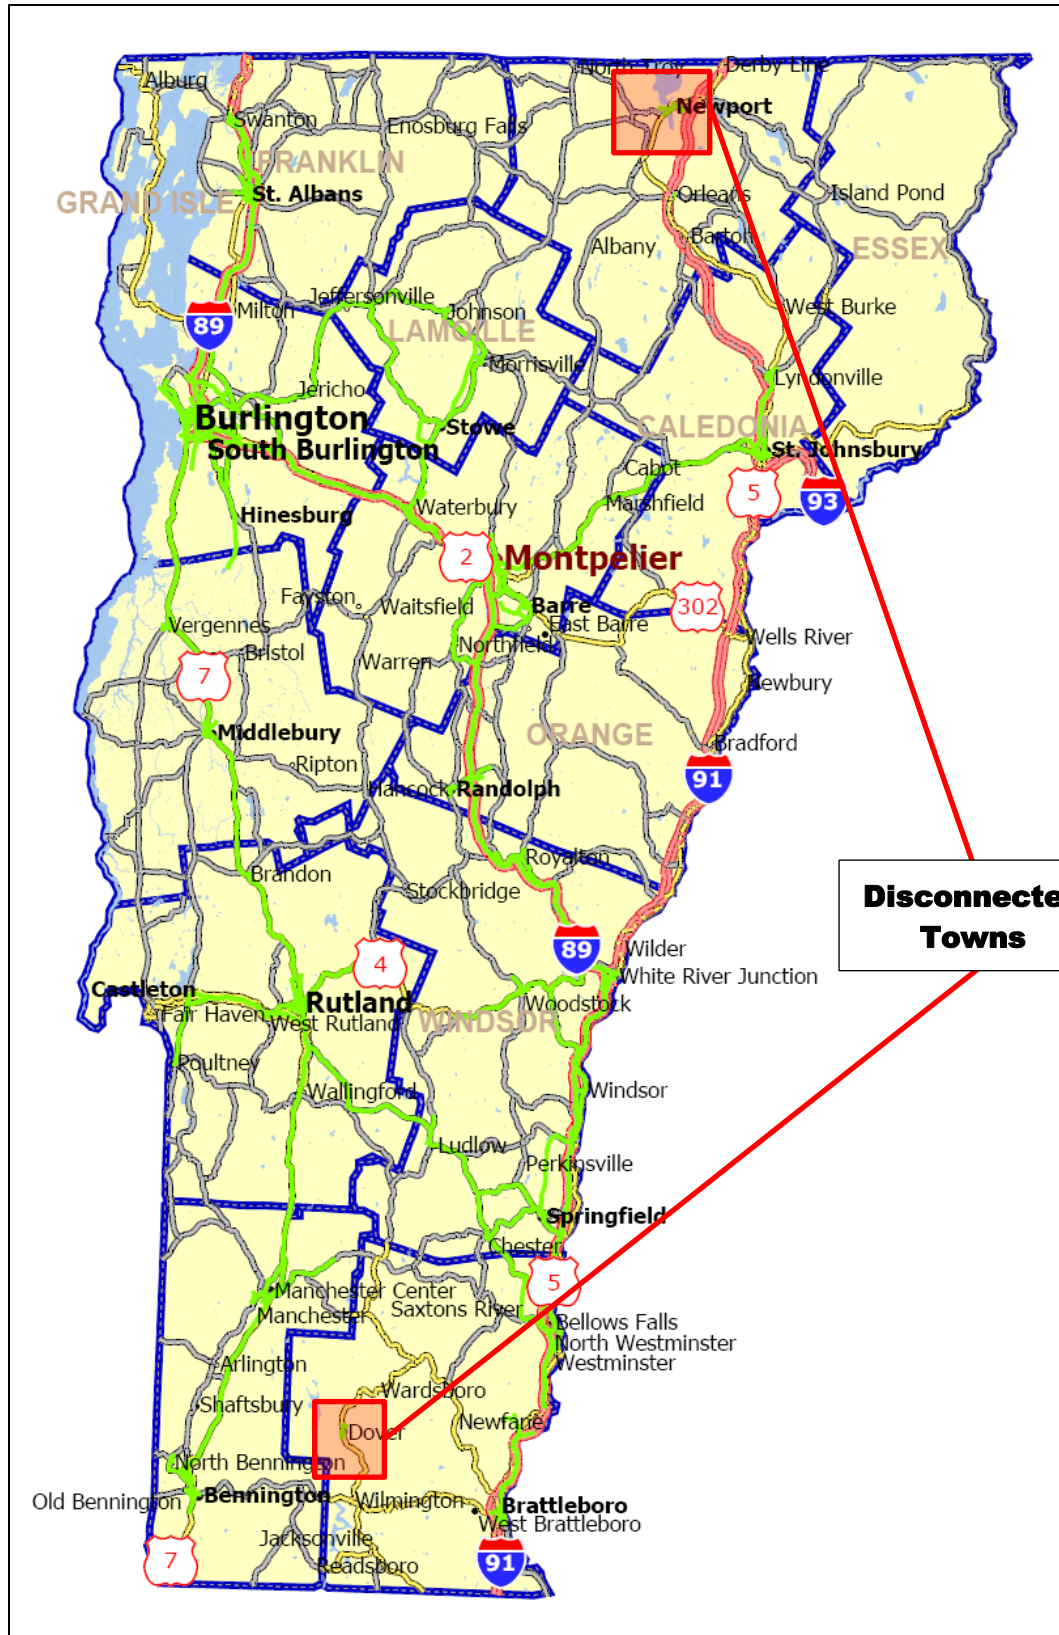 North Troy
Derby Line
Alburg
Newport
Swanton
Enosburg Falls
FRANKLIN
St. Albans
GRAND ISLE
Orleans
Island Pond
Albany
Barton
ESSEX
Jeffersonville
Milton
Johnson
West Burke
89
LAMOILLE
Morrisville
Jericho
Lyndonville
Burlington
CALEDONIA
Stowe
South Burlington
St. Johnsbury
Cabot
5
93
Waterbury
Marshfield
Hinesburg
2
Montpelier
Fayston
Waitsfield
Barre
302
Vergennes
East Barre
Wells River
Bristol
Northfield
Warren
7
Newbury
Middlebury
ORANGE
Bradford
Ripton
91
Hancock
Randolph
Royalton
Brandon
Stockbridge
Disconnecte
Towns
89
Wilder
4
White River Junction
Castleton
Rutland
Woodstock
Fair Haven
West Rutland
WINDSOR
Poultney
Wallingford
Windsor
Ludlow
Perkinsville
Springfield
Chester
5
Manchester Center
Saxtons River
Manchester
Bellows Falls
North Westminster
Westminster
Arlington
Wardsboro
Shaftsbury
Newfane
Dover
North Bennington
Old Bennington
Bennington
Wilmington
Brattleboro
West Brattleboro
Jacksonville
7
Readsboro
91